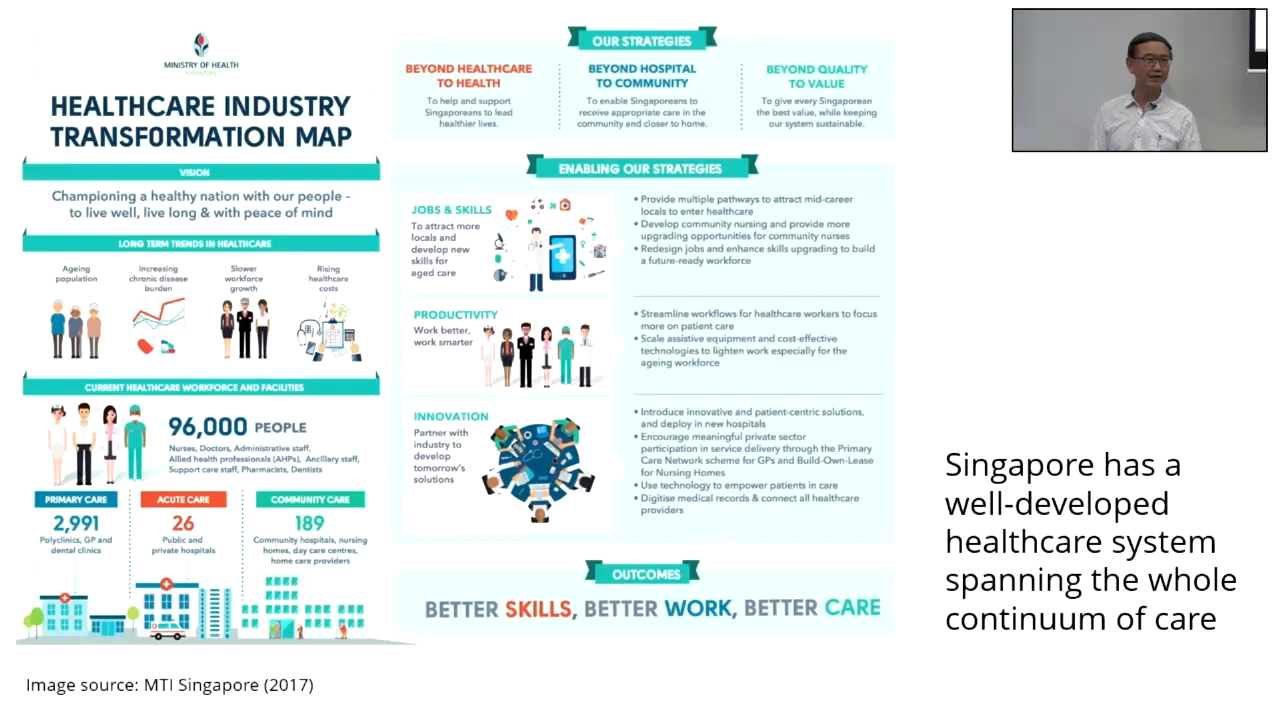 MINISTRY OF HEALTH
SINGAPORE
HEALTHCARE INDUSTRY
TRANSFORMATION MAP
VISION
Championing a healthy nation with our people –
to live well, live long & with peace of mind
LONG TERM TRENDS IN HEALTHCARE
Ageing
population
Increasing
chronic disease
burden
Slower
workforce
growth
Rising
healthcare
costs
CURRENT HEALTHCARE WORKFORCE AND FACILITIES
96,000 PEOPLE
Nurses, Doctors, Administrative staff,
Allied health professionals (AHPs), Ancillary staff,
Support care staff, Pharmacists, Dentists
PRIMARY CARE
2,991
Polyclinics, GP and
dental clinics
ACUTE CARE
26
Public and
private hospitals
COMMUNITY CARE
189
Community hospitals, nursing
homes, day care centres,
home care providers
OUR STRATEGIES
BEYOND HEALTHCARE
TO HEALTH
To help and support
Singaporeans to lead
healthier lives.
BEYOND HOSPITAL
TO COMMUNITY
To enable Singaporeans to
receive appropriate care in the
community and closer to home.
BEYOND QUALITY
TO VALUE
To give every Singaporean
the best value, while keeping
our system sustainable.
ENABLING OUR STRATEGIES
JOBS & SKILLS
To attract more
locals and
develop new
skills for
aged care
• Provide multiple pathways to attract mid-career
locals to enter healthcare
• Develop community nursing and provide more
upgrading opportunities for community nurses
• Redesign jobs and enhance skills upgrading to build
a future-ready workforce
PRODUCTIVITY
Work better,
work smarter
• Streamline workflows for healthcare workers to focus
more on patient care
• Scale assistive equipment and cost-effective
technologies to lighten work especially for the
ageing workforce
INNOVATION
Partner with
industry to
develop
tomorrow's
solutions
• Introduce innovative and patient-centric solutions,
and deploy in new hospitals
• Encourage meaningful private sector
participation in service delivery through the Primary
Care Network scheme for GPs and Build-Own-Lease
for Nursing Homes
• Use technology to empower patients in care
• Digitise medical records & connect all healthcare
providers
OUTCOMES
BETTER SKILLS, BETTER WORK, BETTER CARE
Singapore has a
well-developed
healthcare system
spanning the whole
continuum of care
Image source: MTI Singapore (2017)